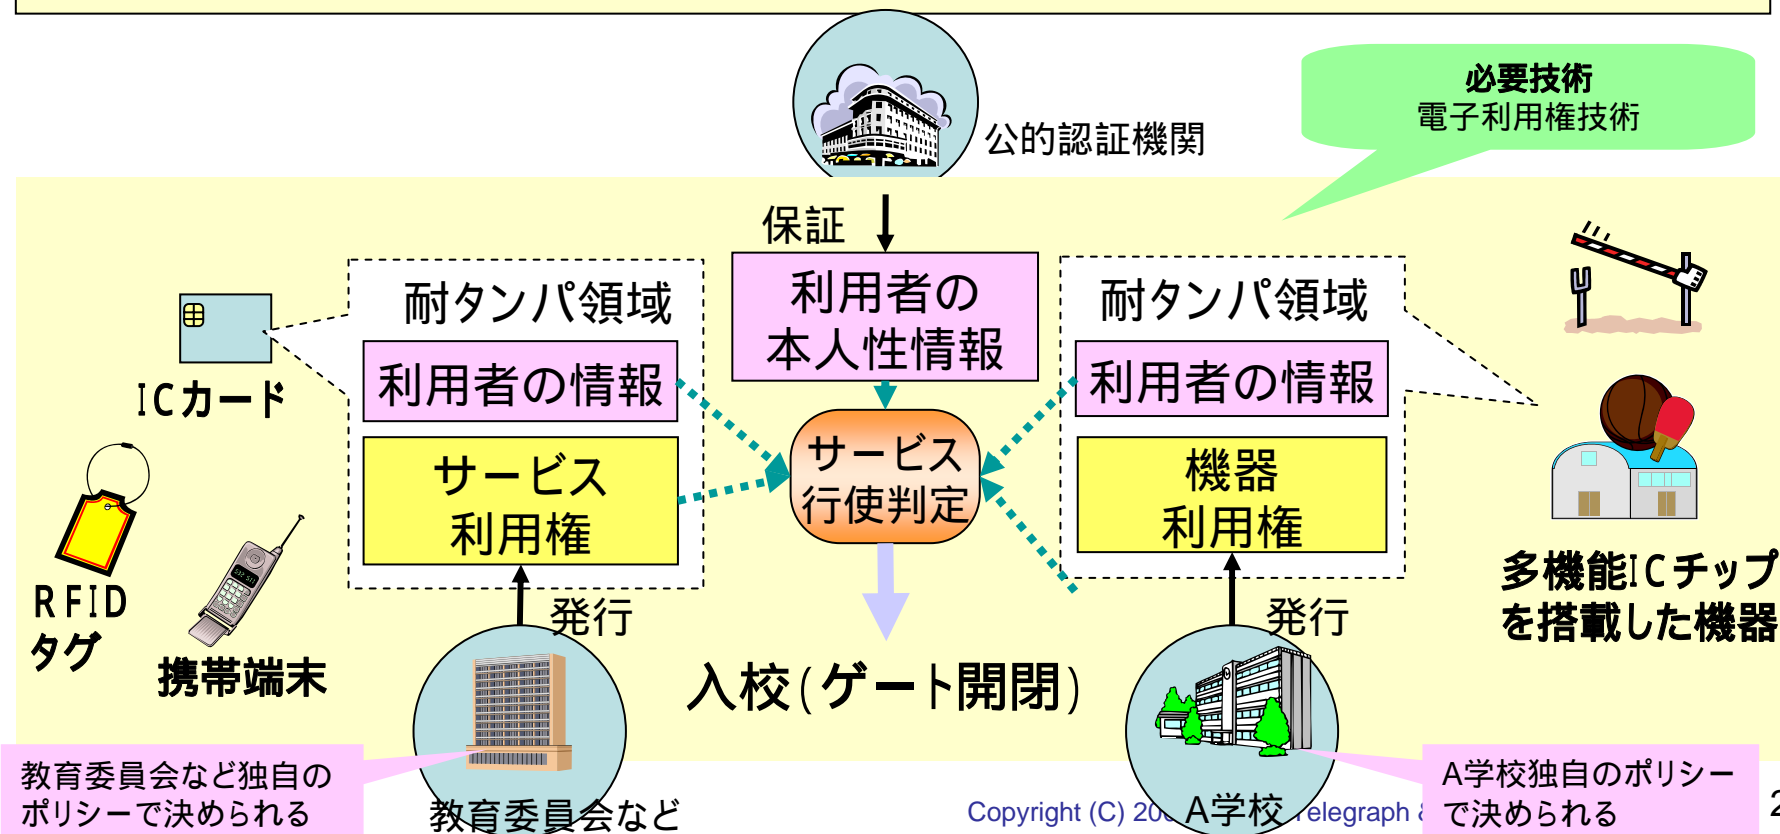 公的認証機関
必要技術
電子利用権技術
保証
利用者の
本人性情報
耐タンパ領域
利用者の情報
サービス
利用権
ICカード
RFID
タグ
携帯端末
サービス
行使判定
耐タンパ領域
利用者の情報
機器
利用権
多機能ICチップ
を搭載した機器
発行
発行
入校(ゲート開閉)
教育委員会など独自の
ポリシーで決められる
教育委員会など
A学校
A学校独自のポリシー
で決められる
Copyright (C) elegraph &
2